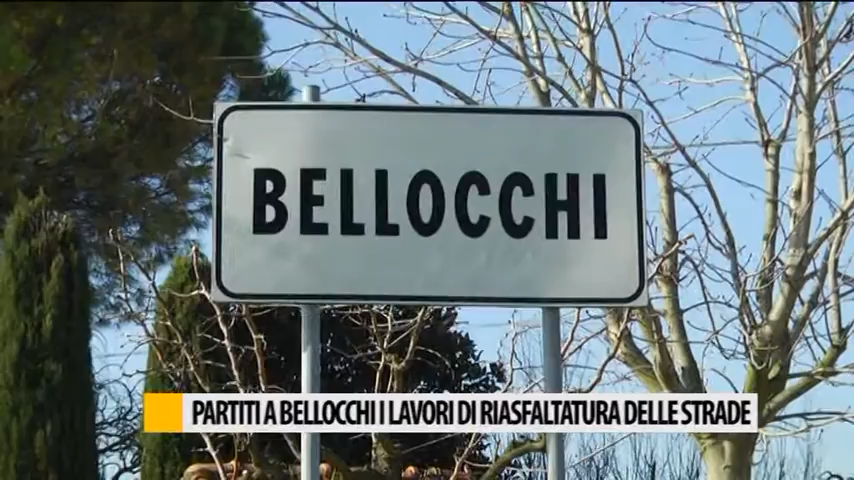 BELLOCCHI
PARTITI A BELLOCCHI I LAVORI DI RIASFALTATURA DELLE STRADE